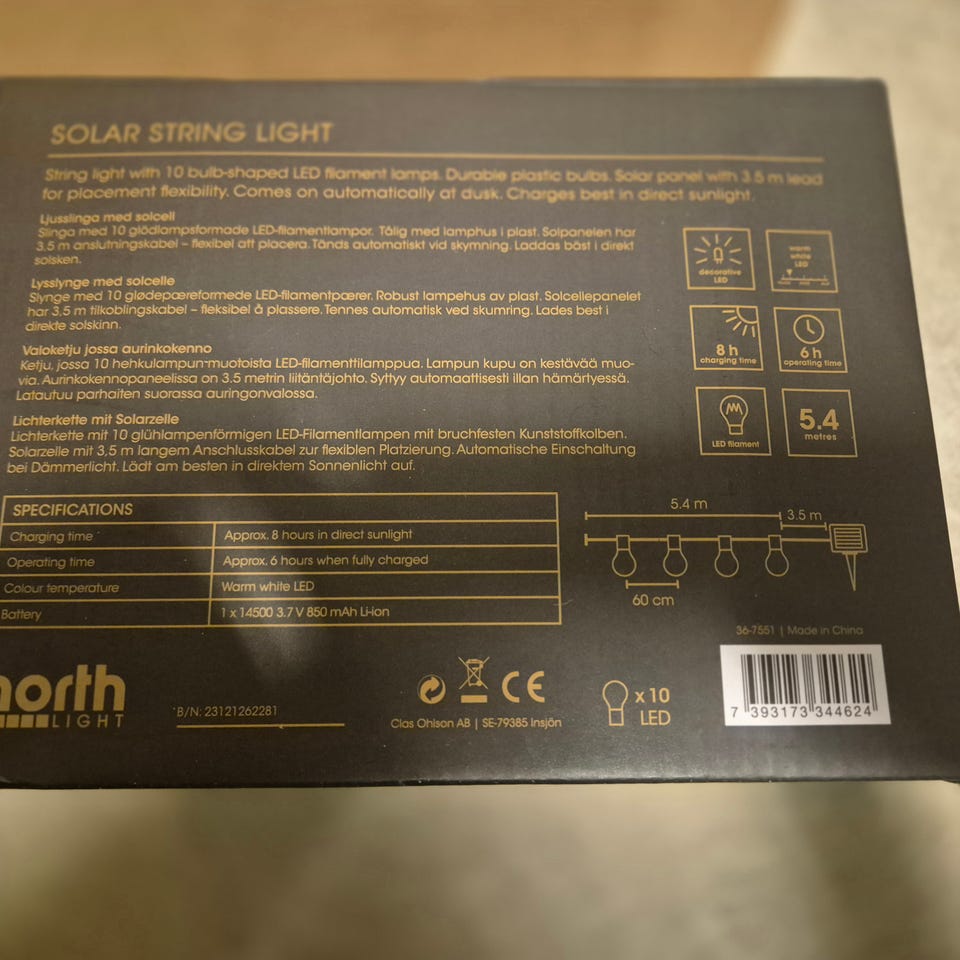 SOLAR STRING LIGHT
String light with 10 bulb-shaped LED filament lamps. Durable plastic bulbs. Solar panel with 3.5 m lead
for placement flexibility. Comes on automatically at dusk. Charges best in direct sunlight.
Ljusslinga med solcell
Slinga med 10 glödlampsformade LED-filamentlampor. Tålig med lamphus i plast. Solpanelen har
3,5 m anslutningskabel – flexibel att placera. Tänds automatiskt vid skymning. Laddas bäst i direkt
solsken.
Lysslynge med solcelle
Slynge med 10 glødepæreformede LED-filamentpærer. Robust lampehus av plast. Solcellepanelet
har 3,5 m tilkoblingskabel – fleksibel å plassere. Tennes automatisk ved skumring. Lades best i
direkte solskinn.
Valoketju jossa aurinkokenno
Ketju, jossa 10 hehkulampun-muotoista LED-filamenttilamppua. Lampun kupu on kestävää muo-
via. Aurinkokennopaneelissa on 3.5 metrin liitäntäjohto. Syttyy automaattisesti illan hämärtyessä.
Latautuu parhaiten suorassa auringonvalossa.
Lichterkette mit Solarzelle
Lichterkette mit 10 glühlampenförmigen LED-Filamentlampen mit bruchfesten Kunststoffkolben.
Solarzelle mit 3,5 m langem Anschlusskabel zur flexiblen Platzierung. Automatische Einschaltung
bei Dämmerlicht. Lädt am besten in direktem Sonnenlicht auf.
decorative
LED
warm
white
LED
8 h
charging time
6 h
operating time
LED filament
5.4
metres
SPECIFICATIONS
Charging time Approx. 8 hours in direct sunlight
Operating time Approx. 6 hours when fully charged
Colour temperature Warm white LED
Battery 1 x 14500 3.7 V 850 mAh Li-ion
5.4 m
3.5 m
60 cm
36-7551 | Made in China
north
LIGHT
B/N: 23121262281
CE
Clas Ohlson AB | SE-79385 Insjön
x 10
LED
7 393173 344624